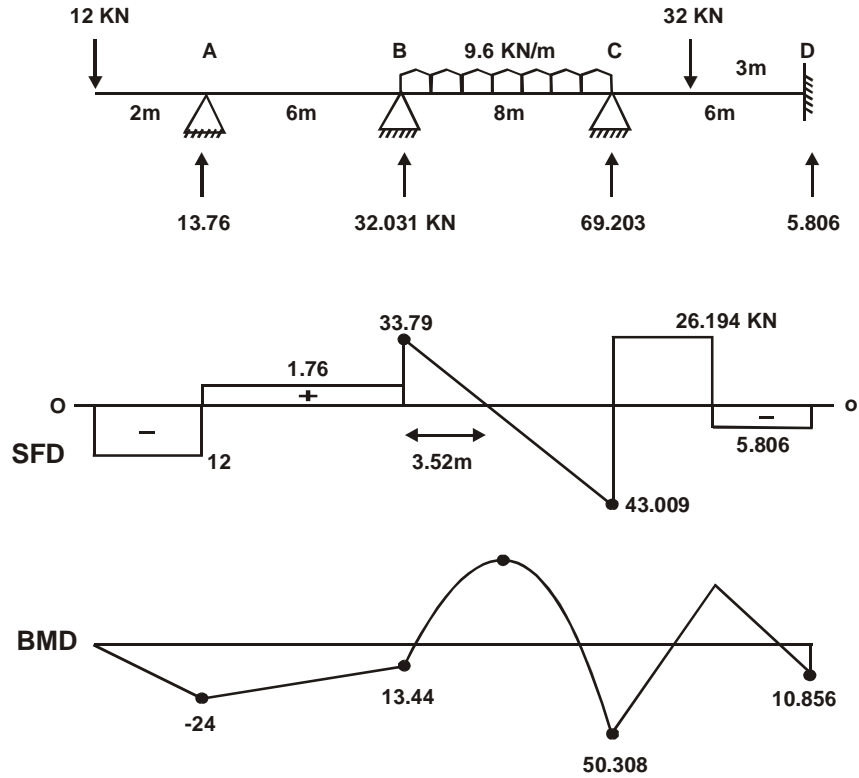 12 KN
32 KN
A
B
9.6 KN/m
C
D
3m
2m
6m
8m
6m
13.76
32.031 KN
69.203
5.806
33.79
26.194 KN
1.76
+
O
o
−
−
SFD
12
3.52m
5.806
43.009
BMD
-24
13.44
10.856
50.308